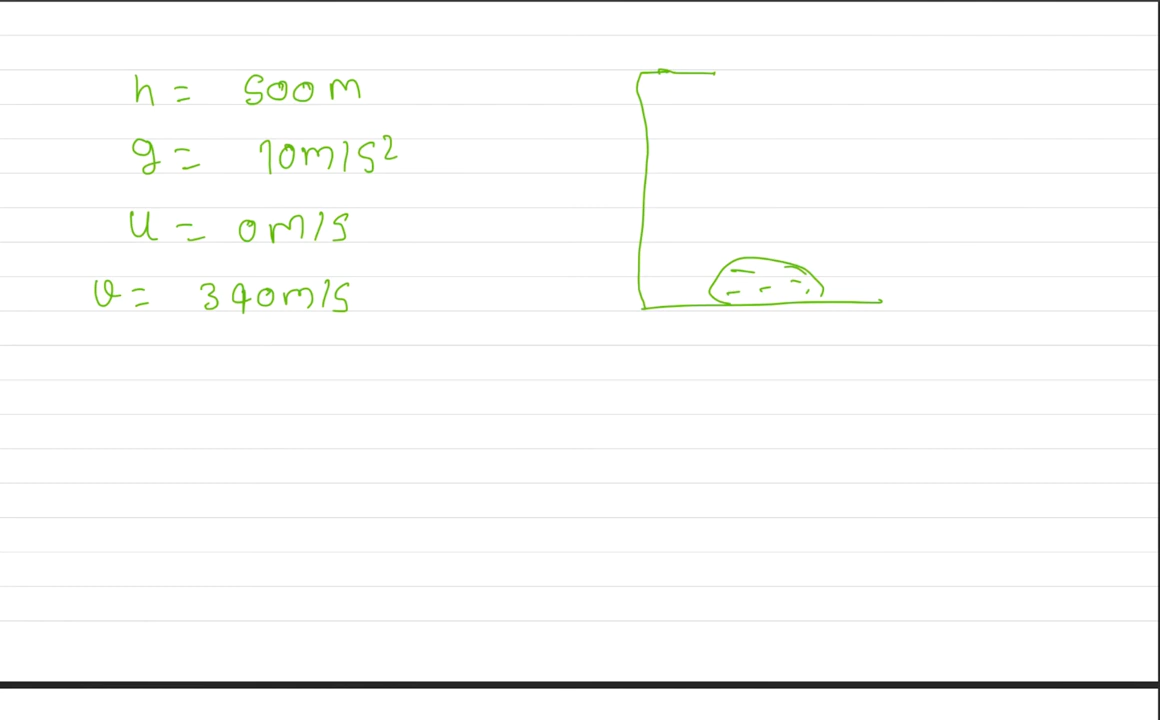 h = 500m
g = 10m/s²
u = 0m/s
v = 340m/s